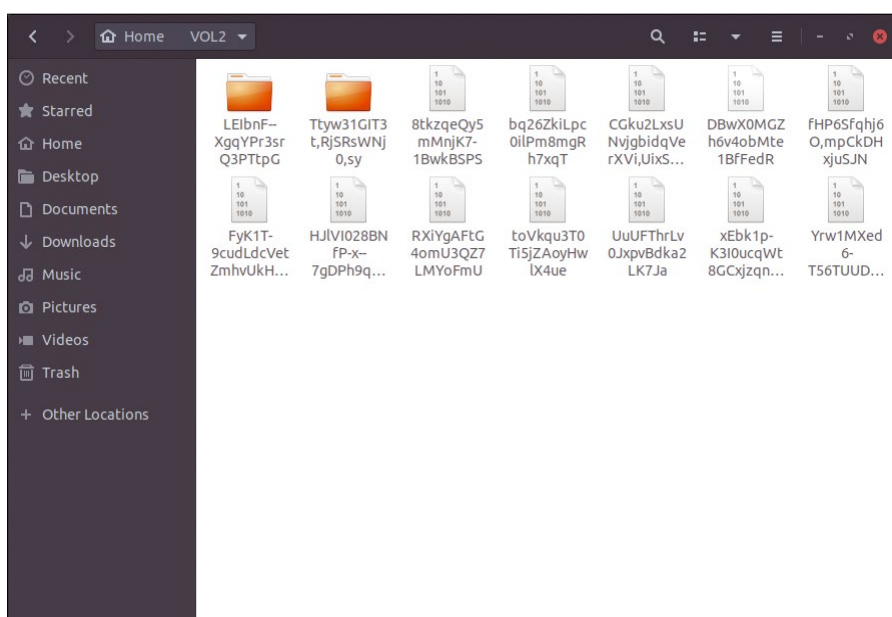 Home VOL2
Recent
Starred
Home
Desktop
Documents
Downloads
Music
Pictures
Videos
Trash
+ Other Locations
LEIbnF--
XgqYPr3sr
Q3PTtpG
Ttyw31GIT3
t,RjSRsWNj
0,sy
8tkzqeQy5
mMnjK7-
1BwkBSPS
bq26ZkiLpc
0ilPm8mgR
h7xqT
CGku2LxsU
NvjgbidqVe
rXVi,UixS...
DBwX0MGZ
h6v4obMte
1BfFedR
fHP6Sfqhj6
O,mpCkDH
xjuSJN
FyK1T-
9cudLdcVet
ZmhvUkH...
HJlVI028BN
fP-x--
7gDPh9q...
RXiYgAFtG
4omU3QZ7
LMYoFmU
toVkqu3T0
Ti5jZAoyHw
lX4ue
UuUFThrLv
0JxpvBdka2
LK7Ja
xEbk1p-
K3I0ucqWt
8GCxjzqn...
Yrw1MXed
6-
T56TUUD...